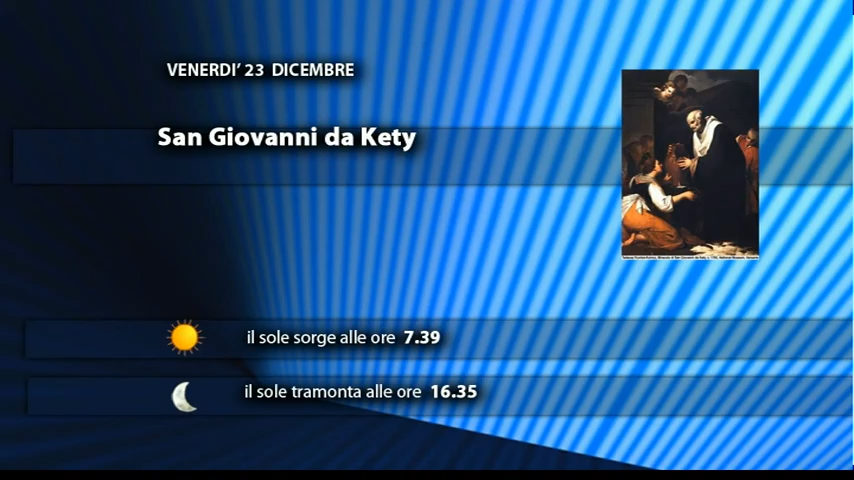 VENERDI’ 23 DICEMBRE
San Giovanni da Kety
il sole sorge alle ore 7.39
il sole tramonta alle ore 16.35